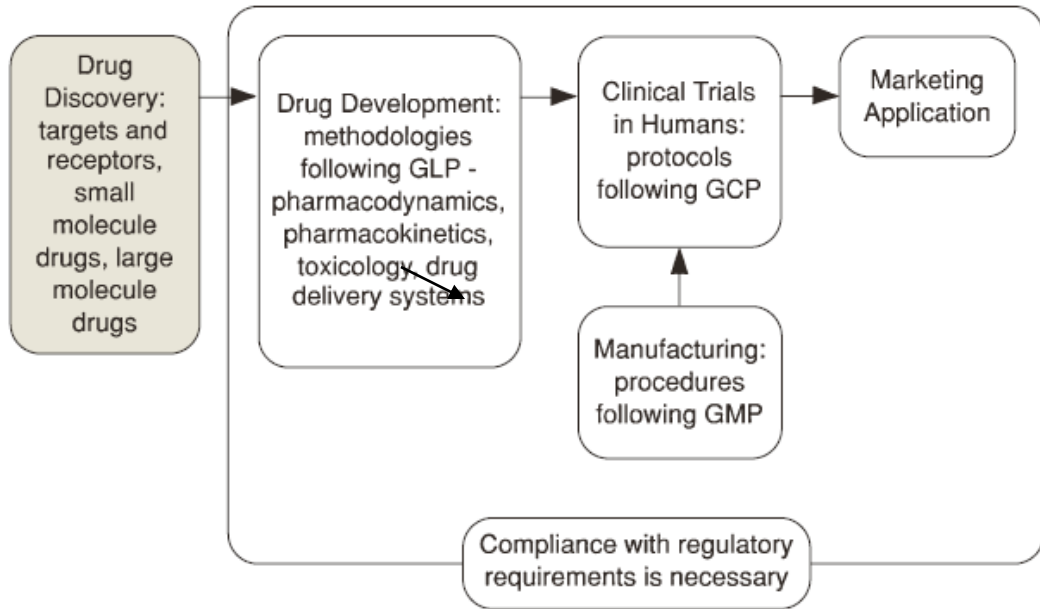 Drug
Discovery:
targets and
receptors,
small
molecule
drugs, large
molecule
drugs
Drug Development:
methodologies
following GLP -
pharmacodynamics,
pharmacokinetics,
toxicology, drug
delivery systems
Clinical Trials
in Humans:
protocols
following GCP
Marketing
Application
Manufacturing:
procedures
following GMP
Compliance with regulatory
requirements is necessary